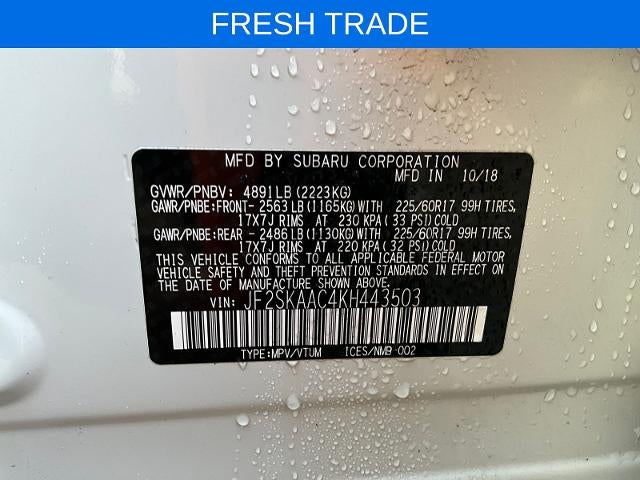 FRESH TRADE
MFD BY SUBARU CORPORATION MFD IN 10/18
GVWR/PNBV: 4891LB(2223KG)
GAWR/PNBE:FRONT- 2563LB(1165KG)WITH 225/60R17 99H TIRES,
17X7J RIMS AT 230 KPA(33 PSI)COLD
GAWR/PNBE:REAR - 2486LB(1130KG)WITH 225/60R17 99H TIRES,
17X7J RIMS AT 220 KPA(32 PSI)COLD
THIS VEHICLE CONFORMS TO ALL APPLICABLE FEDERAL MOTOR
VEHICLE SAFETY AND THEFT PREVENTION STANDARDS IN EFFECT ON
THE DATE OF MANUFACTURE SHOWN ABOVE.
VIN: JF2SKAAC4KH443503
TYPE:MPV/VTUM ICES/NMB-002